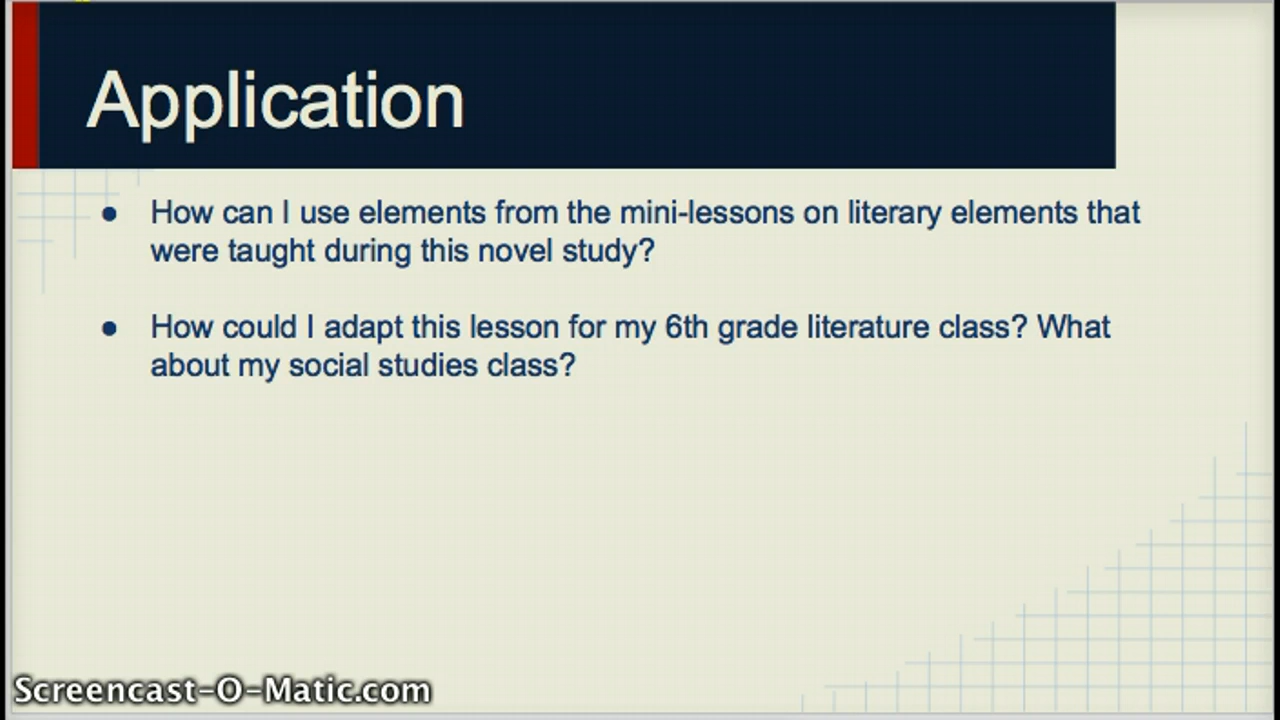 Application
● How can I use elements from the mini-lessons on literary elements that
were taught during this novel study?
● How could I adapt this lesson for my 6th grade literature class? What
about my social studies class?
Screencast-O-Matic.com